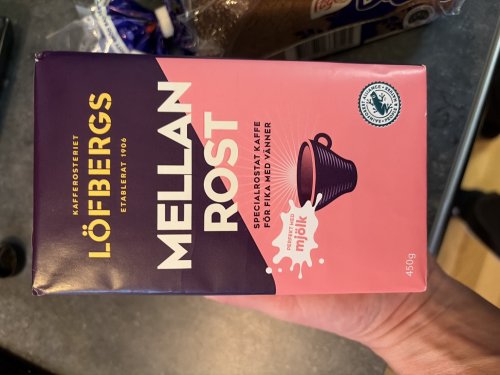 KAFFEROSTERIET
LÖFBERGS
ETABLERAT 1906
MELLAN
ROST
SPECIALROSTAT KAFFE
FÖR FIKA MED VÄNNER
PERFEKT MED
mjölk
450g